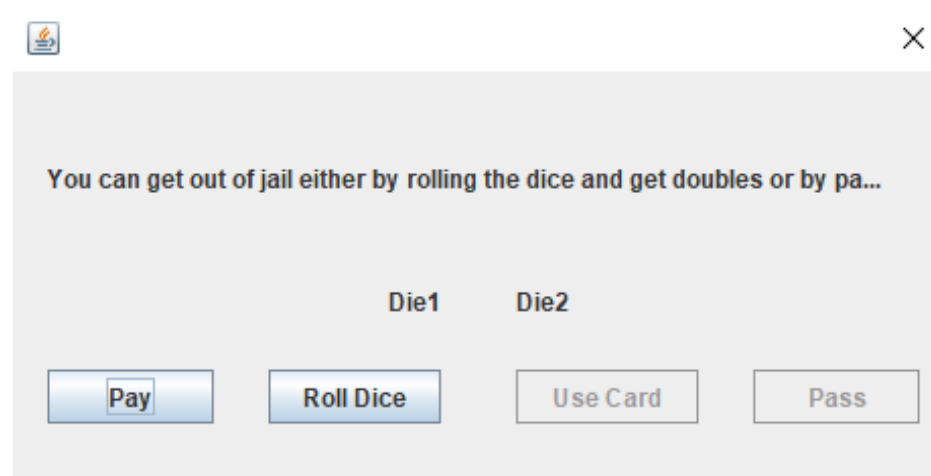 You can get out of jail either by rolling the dice and get doubles or by pa...
Die1 Die2
Pay Roll Dice Use Card Pass